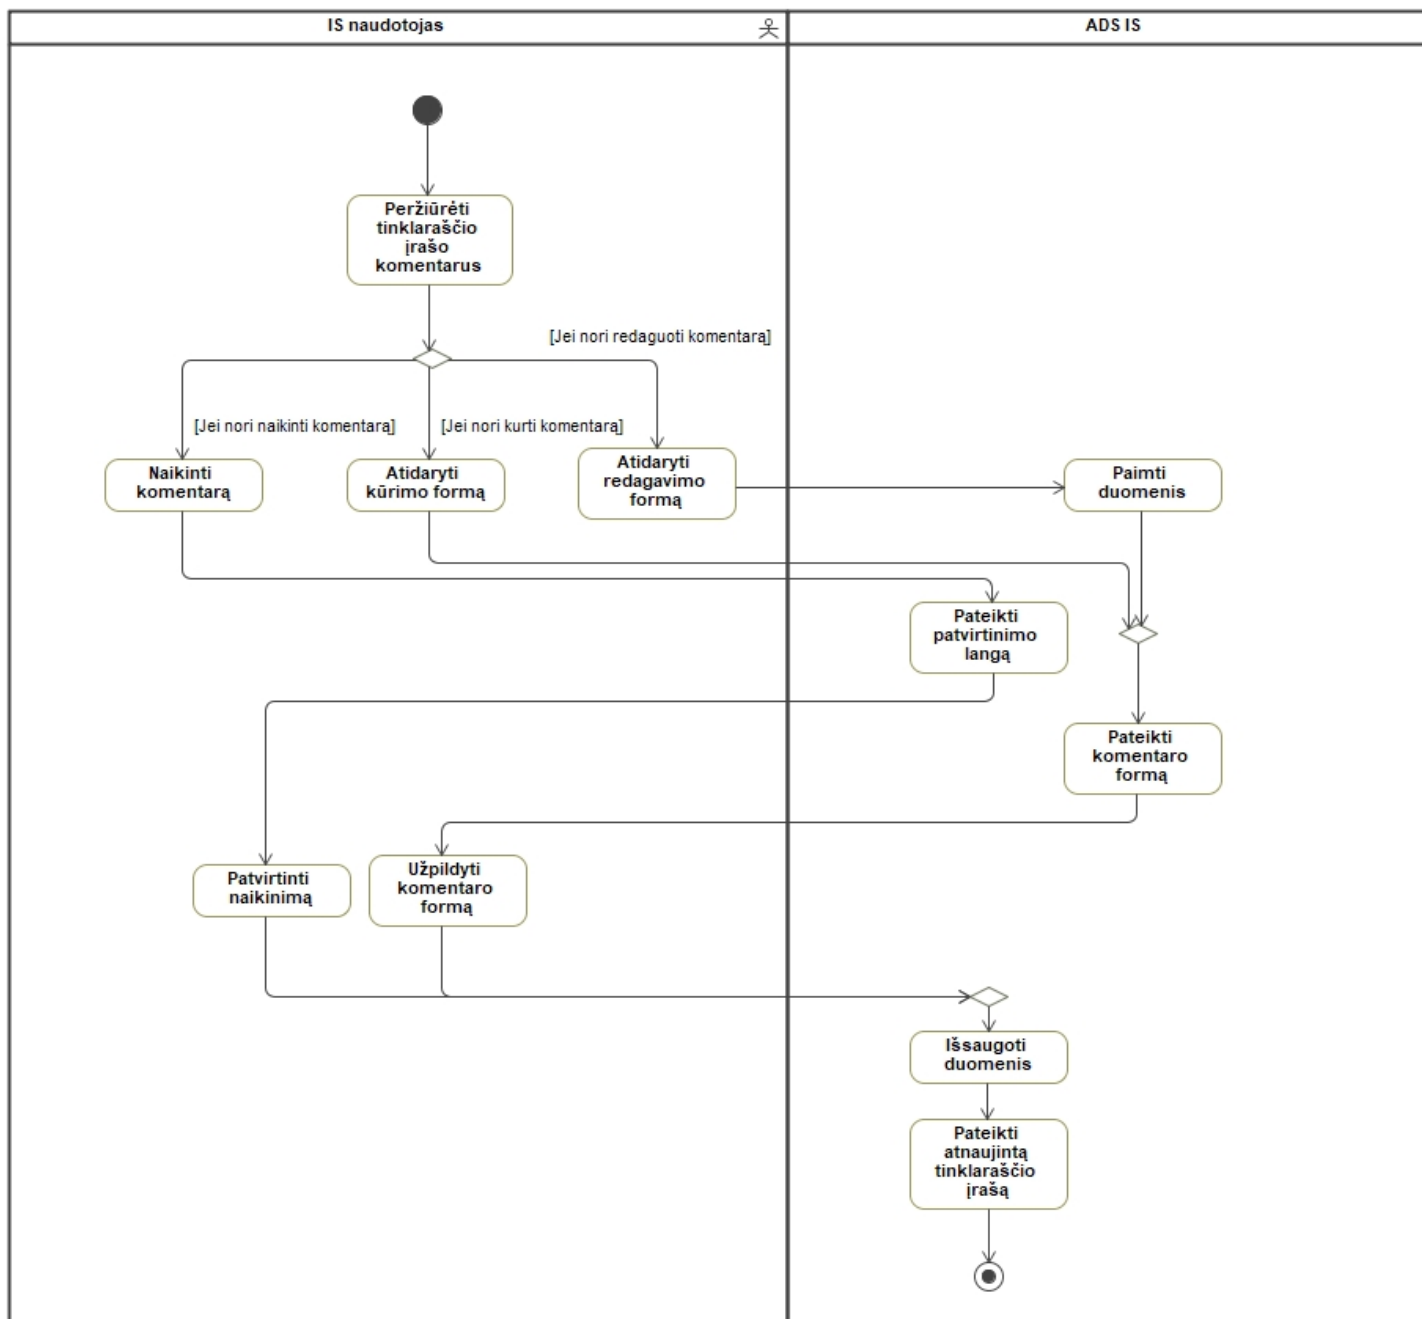 IS naudotojas
ADS IS
Peržiūrėti
tinklaraščio
įrašo
komentarus
[Jei nori redaguoti komentarą]
[Jei nori naikinti komentarą]
[Jei nori kurti komentarą]
Naikinti
komentarą
Atidaryti
kūrimo formą
Atidaryti
redagavimo
formą
Paimti
duomenis
Pateikti
patvirtinimo
langą
Pateikti
komentaro
formą
Patvirtinti
naikinimą
Užpildyti
komentaro
formą
Išsaugoti
duomenis
Pateikti
atnaujintą
tinklaraščio
įrašą